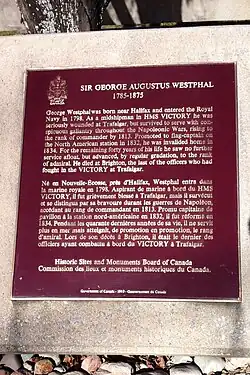 SIR GEORGE AUGUSTUS WESTPHAL
1785-1875
George Westphal was born near Halifax and entered the Royal
Navy in 1798. As a midshipman in HMS VICTORY he was
seriously wounded at Trafalgar, but survived to serve with con-
spicuous gallantry throughout the Napoleonic Wars, rising to
the rank of commander by 1813. Promoted to flag-captain on
the North American station in 1832, he was invalided home in
1834. For the remaining forty years of his life he saw no further
service afloat, but advanced, by regular gradation, to the rank
of admiral. He died at Brighton, the last of the officers who had
fought in the VICTORY at Trafalgar.
Né en Nouvelle-Écosse, près d'Halifax, Westphal entra dans
la marine royale en 1798. Aspirant de marine à bord du HMS
VICTORY, il fut grièvement blessé à Trafalgar, mais il survécut
et se distingua par sa bravoure durant les guerres de Napoléon,
accédant au rang de commandant en 1813. Promu capitaine de
pavillon à la station nord-américaine en 1832, il fut réformé en
1834. Pendant les quarante dernières années de sa vie, il ne servit
plus en mer mais atteignit, de promotion en promotion, le rang
d'amiral. Lors de son décès à Brighton, il était le dernier des
officiers ayant combattu à bord du VICTORY à Trafalgar.
Historic Sites and Monuments Board of Canada
Commission des lieux et monuments historiques du Canada.
Government of Canada - Gouvernement du Canada